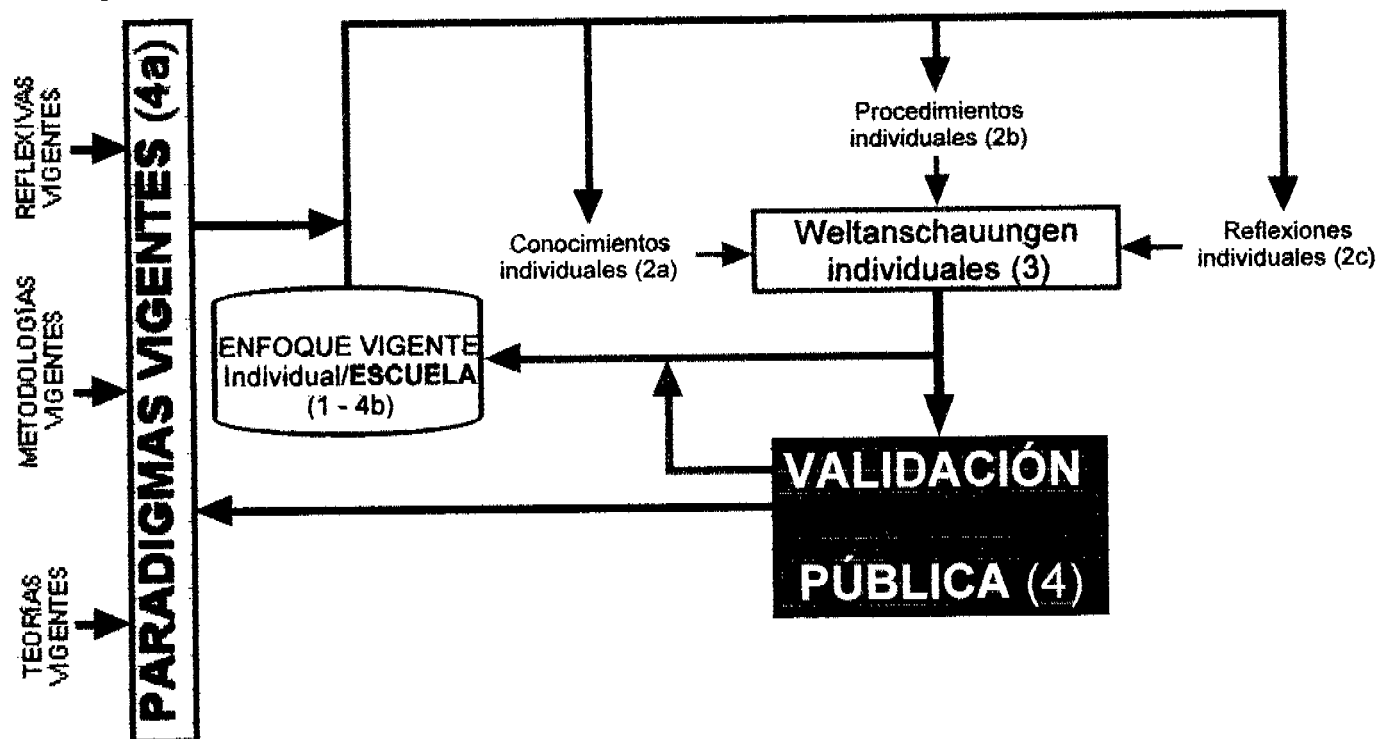 REFLEXIVAS
VIGENTES
METODOLOGÍAS
VIGENTES
TEORÍAS
VIGENTES
PARADIGMAS VIGENTES (4a)
ENFOQUE VIGENTE
Individual/ESCUELA
(1 - 4b)
Conocimientos
individuales (2a)
Procedimientos
individuales (2b)
Weltanschauungen
individuales (3)
Reflexiones
individuales (2c)
VALIDACIÓN
PÚBLICA (4)